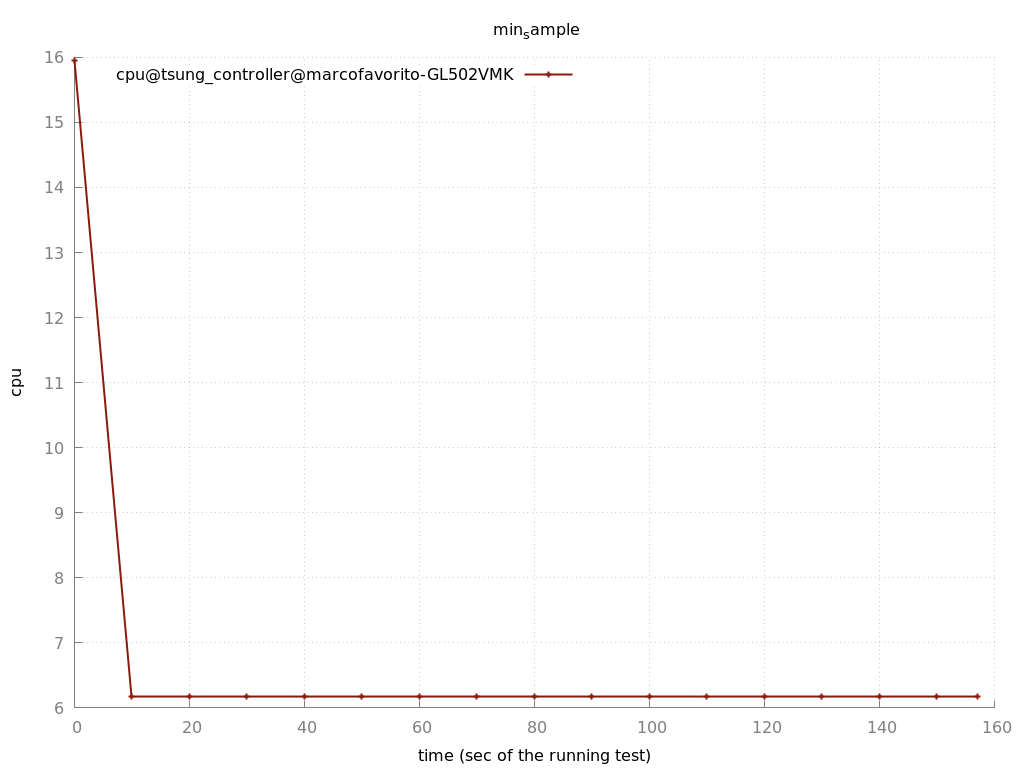 min_sample
cpu@tsung_controller@marcofavorito-GL502VMK
16
15
14
13
12
11
10
9
8
7
6
cpu
0 20 40 60 80 100 120 140 160
time (sec of the running test)